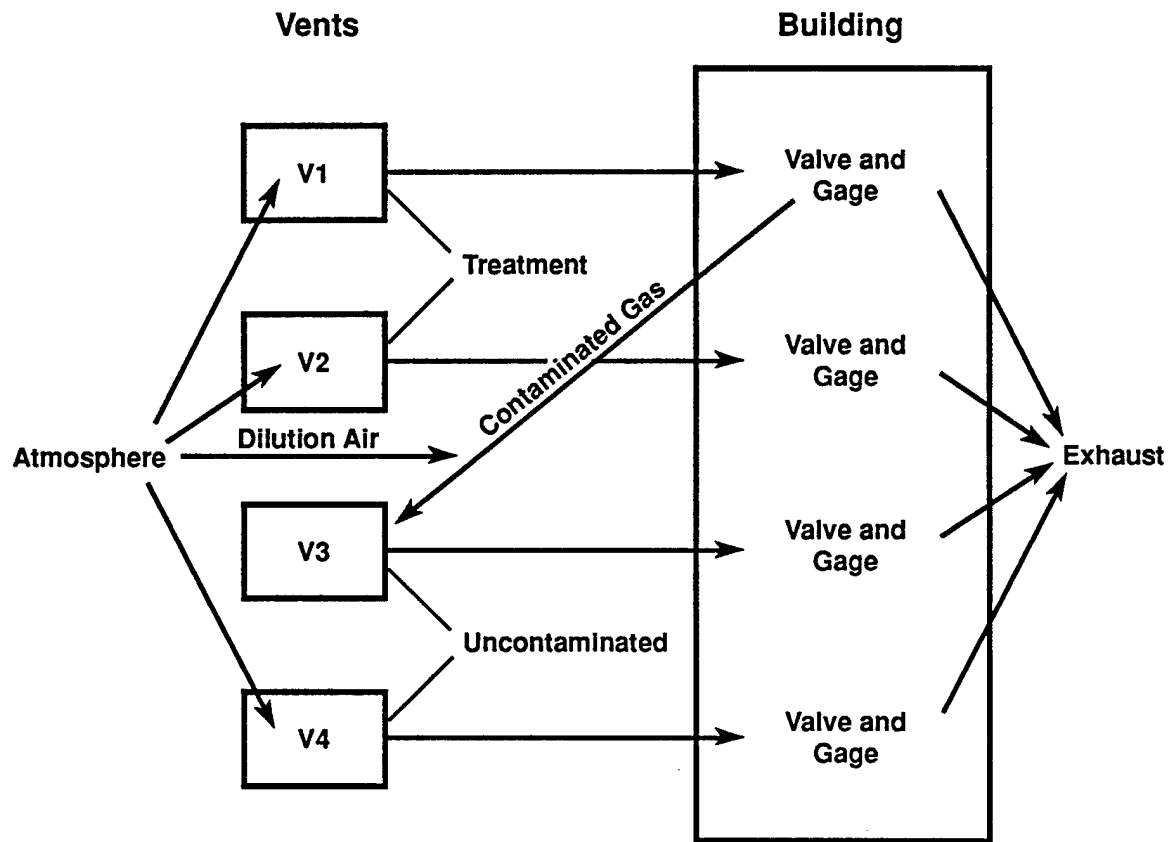 Vents
Building
V1
Valve and
Gage
Treatment
Contaminated Gas
V2
Valve and
Gage
Dilution Air
Atmosphere
Exhaust
V3
Valve and
Gage
Uncontaminated
V4
Valve and
Gage